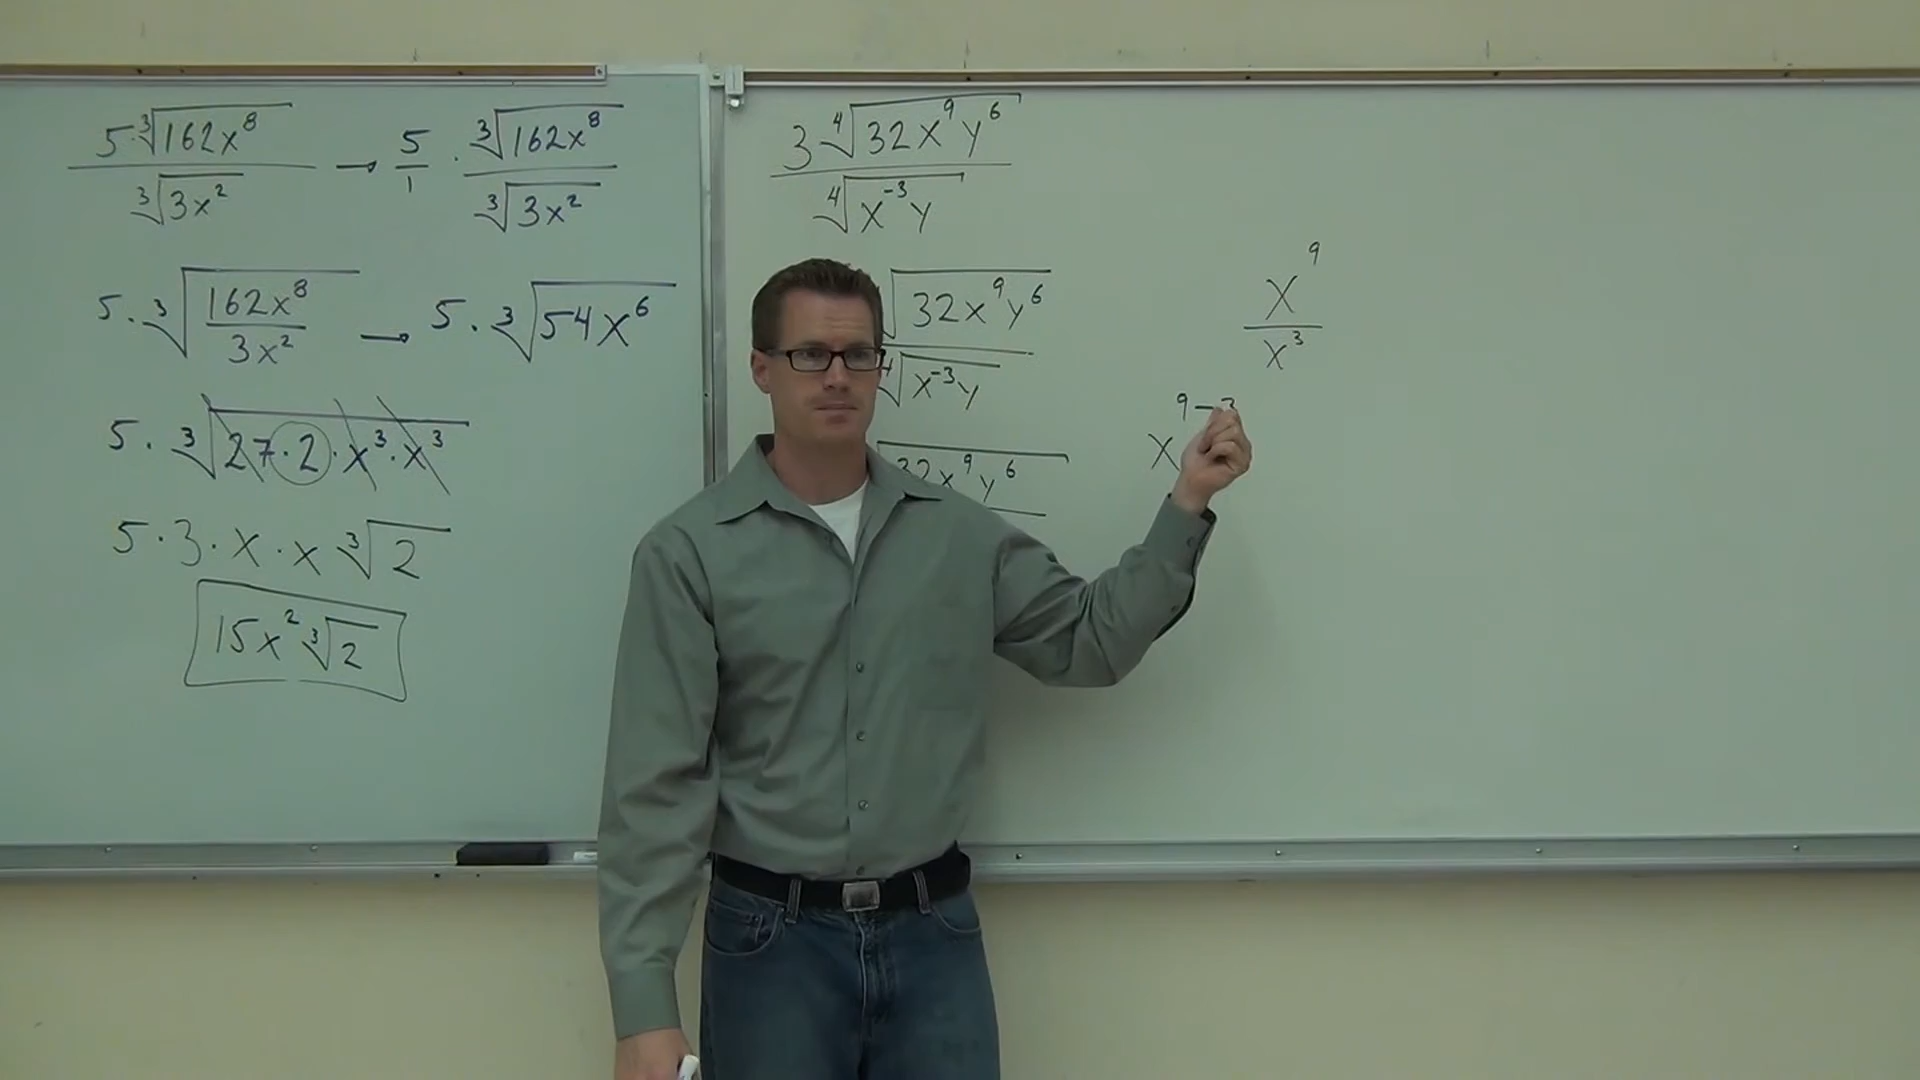 5·∛162x⁸ / ∛3x² → 5/1 · ∛162x⁸ / ∛3x²
5·∛(162x⁸ / 3x²) → 5·∛54x⁶
5·∛27·2·x³·x³
5·3·x·x ∛2
15x² ∛2
3 ∜32x⁹y⁶ / ∜x⁻³y
√32x⁹y⁶ / ∜x⁻³y
32x⁹y⁶
x⁹ / x³
x⁹⁻